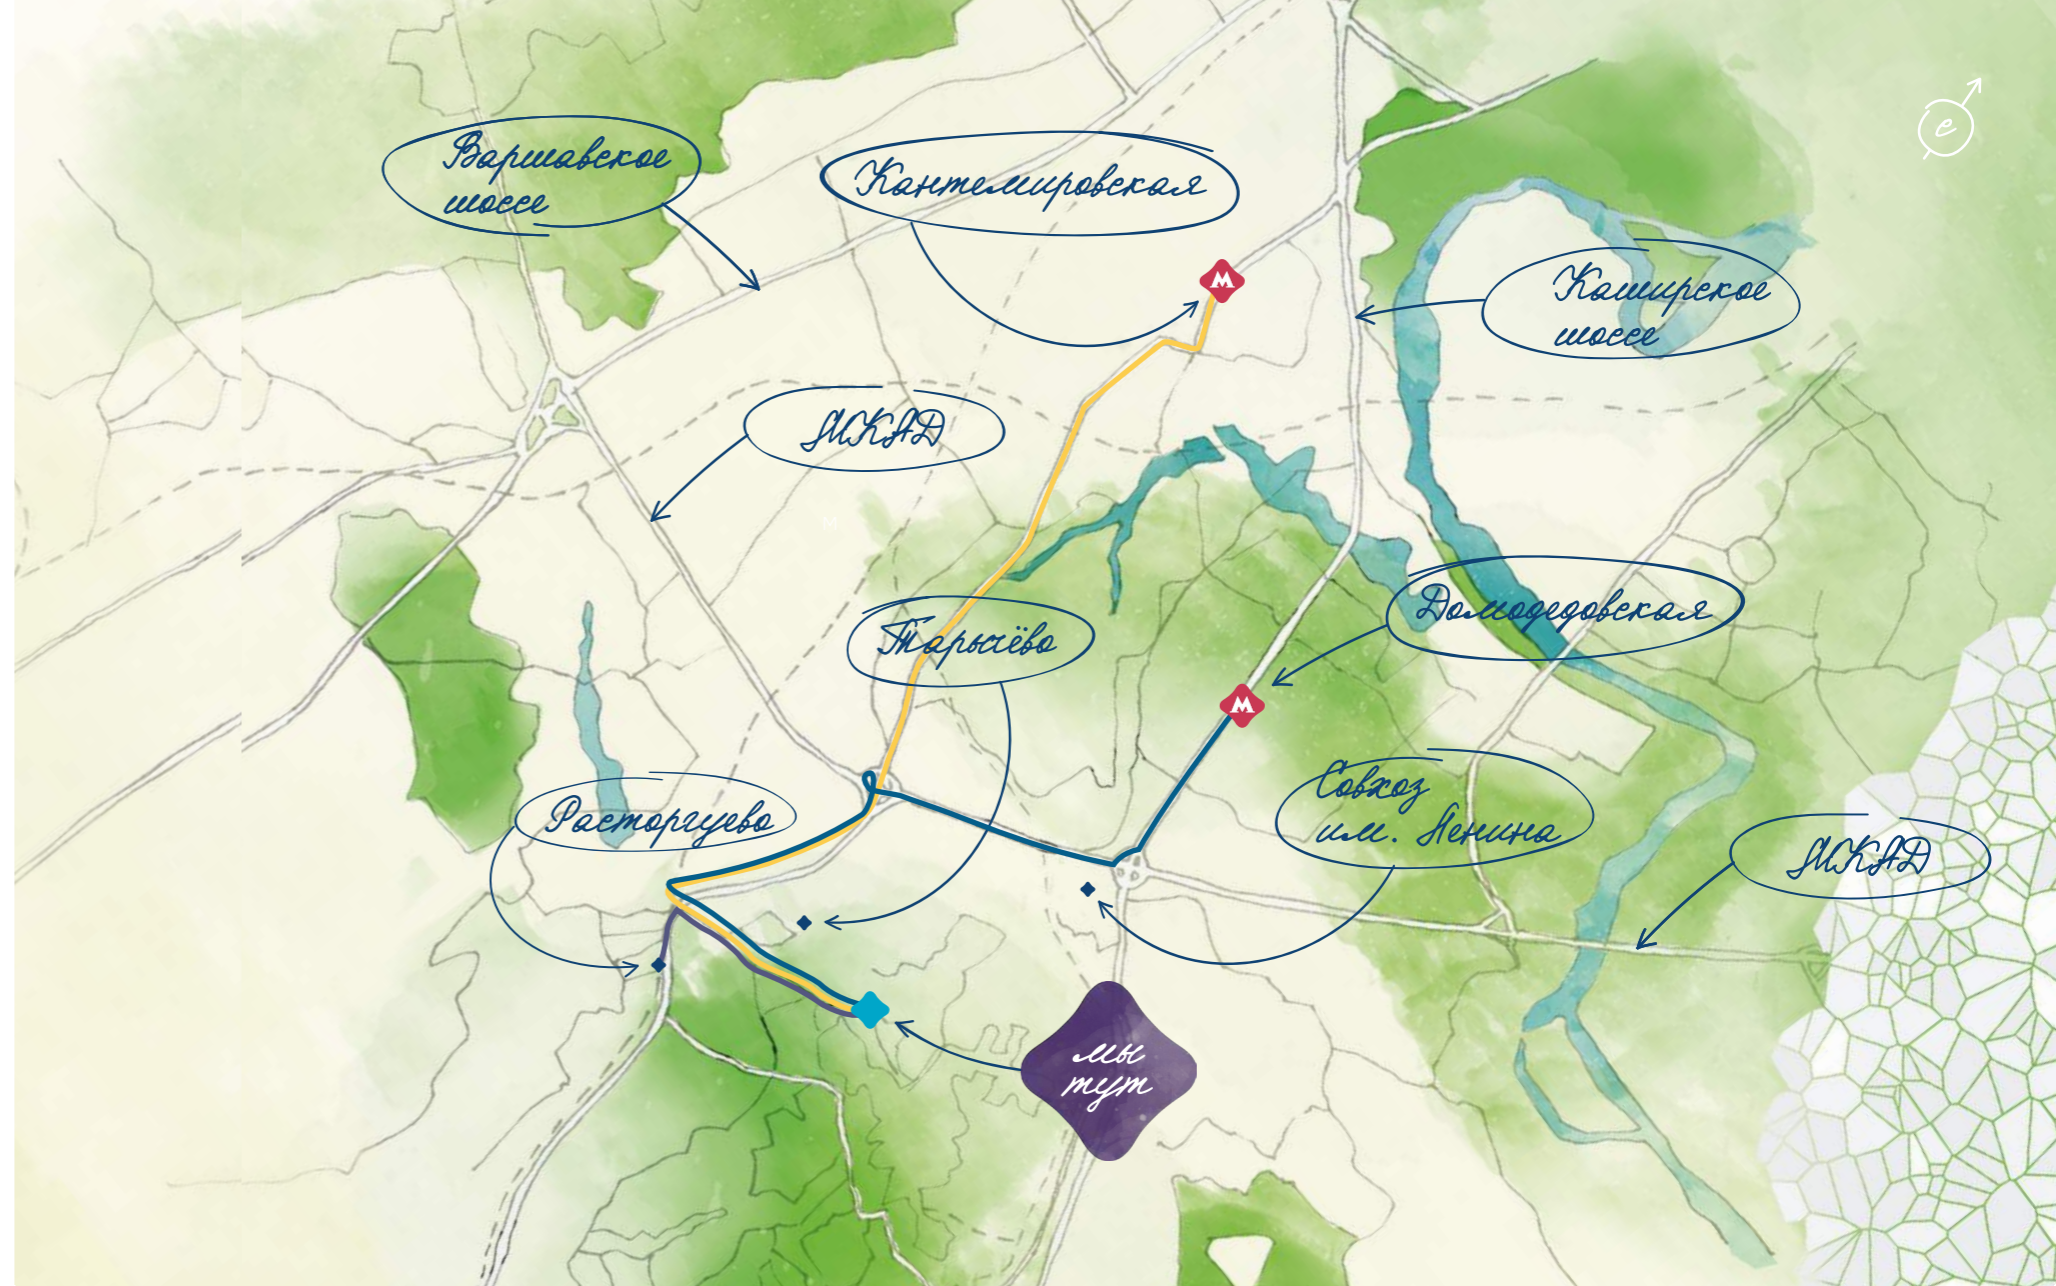 Варшавское
шоссе
Кантемировская
е
М
Каширское
шоссе
МКАД
М
Домодедовская
Тарычёво
М
Совхоз
им. Ленина
Расторгуево
МКАД
мы
тут